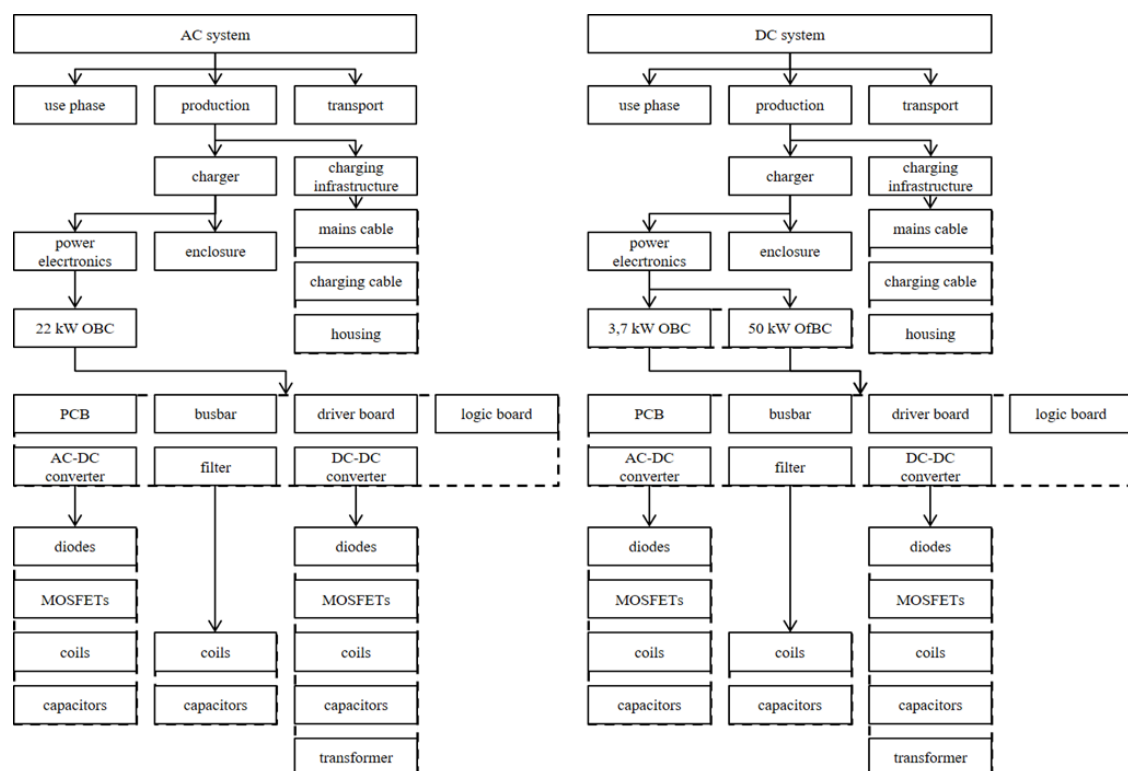 AC system
use phase
production
transport
charger
charging
infrastructure
power
elecrtronics
enclosure
mains cable
charging cable
22 kW OBC
housing
PCB
busbar
driver board
logic board
AC-DC
converter
filter
DC-DC
converter
diodes
diodes
MOSFETs
MOSFETs
coils
coils
coils
capacitors
capacitors
capacitors
transformer
DC system
use phase
production
transport
charger
charging
infrastructure
power
elecrtronics
enclosure
mains cable
charging cable
3,7 kW OBC
50 kW OfBC
housing
PCB
busbar
driver board
logic board
AC-DC
converter
filter
DC-DC
converter
diodes
diodes
MOSFETs
MOSFETs
coils
coils
coils
capacitors
capacitors
capacitors
transformer